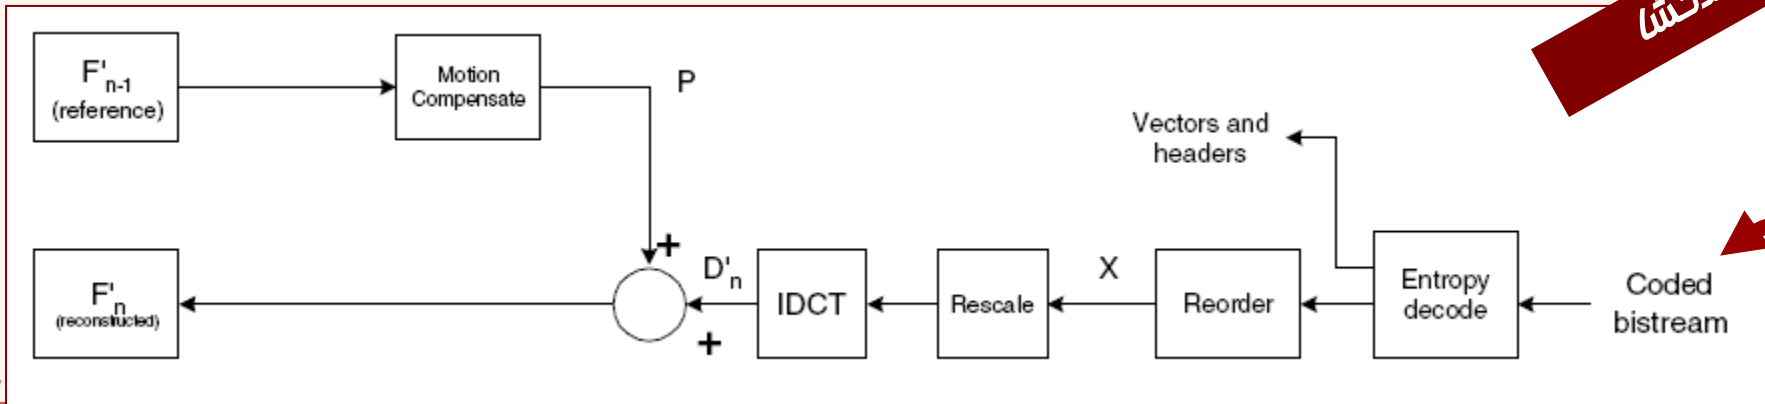 F'n-1
(reference)
Motion
Compensate
P
Vectors and
headers
F'n
(reconstructed)
+
+
D'n
IDCT
Rescale
X
Reorder
Entropy
decode
Coded
bistream